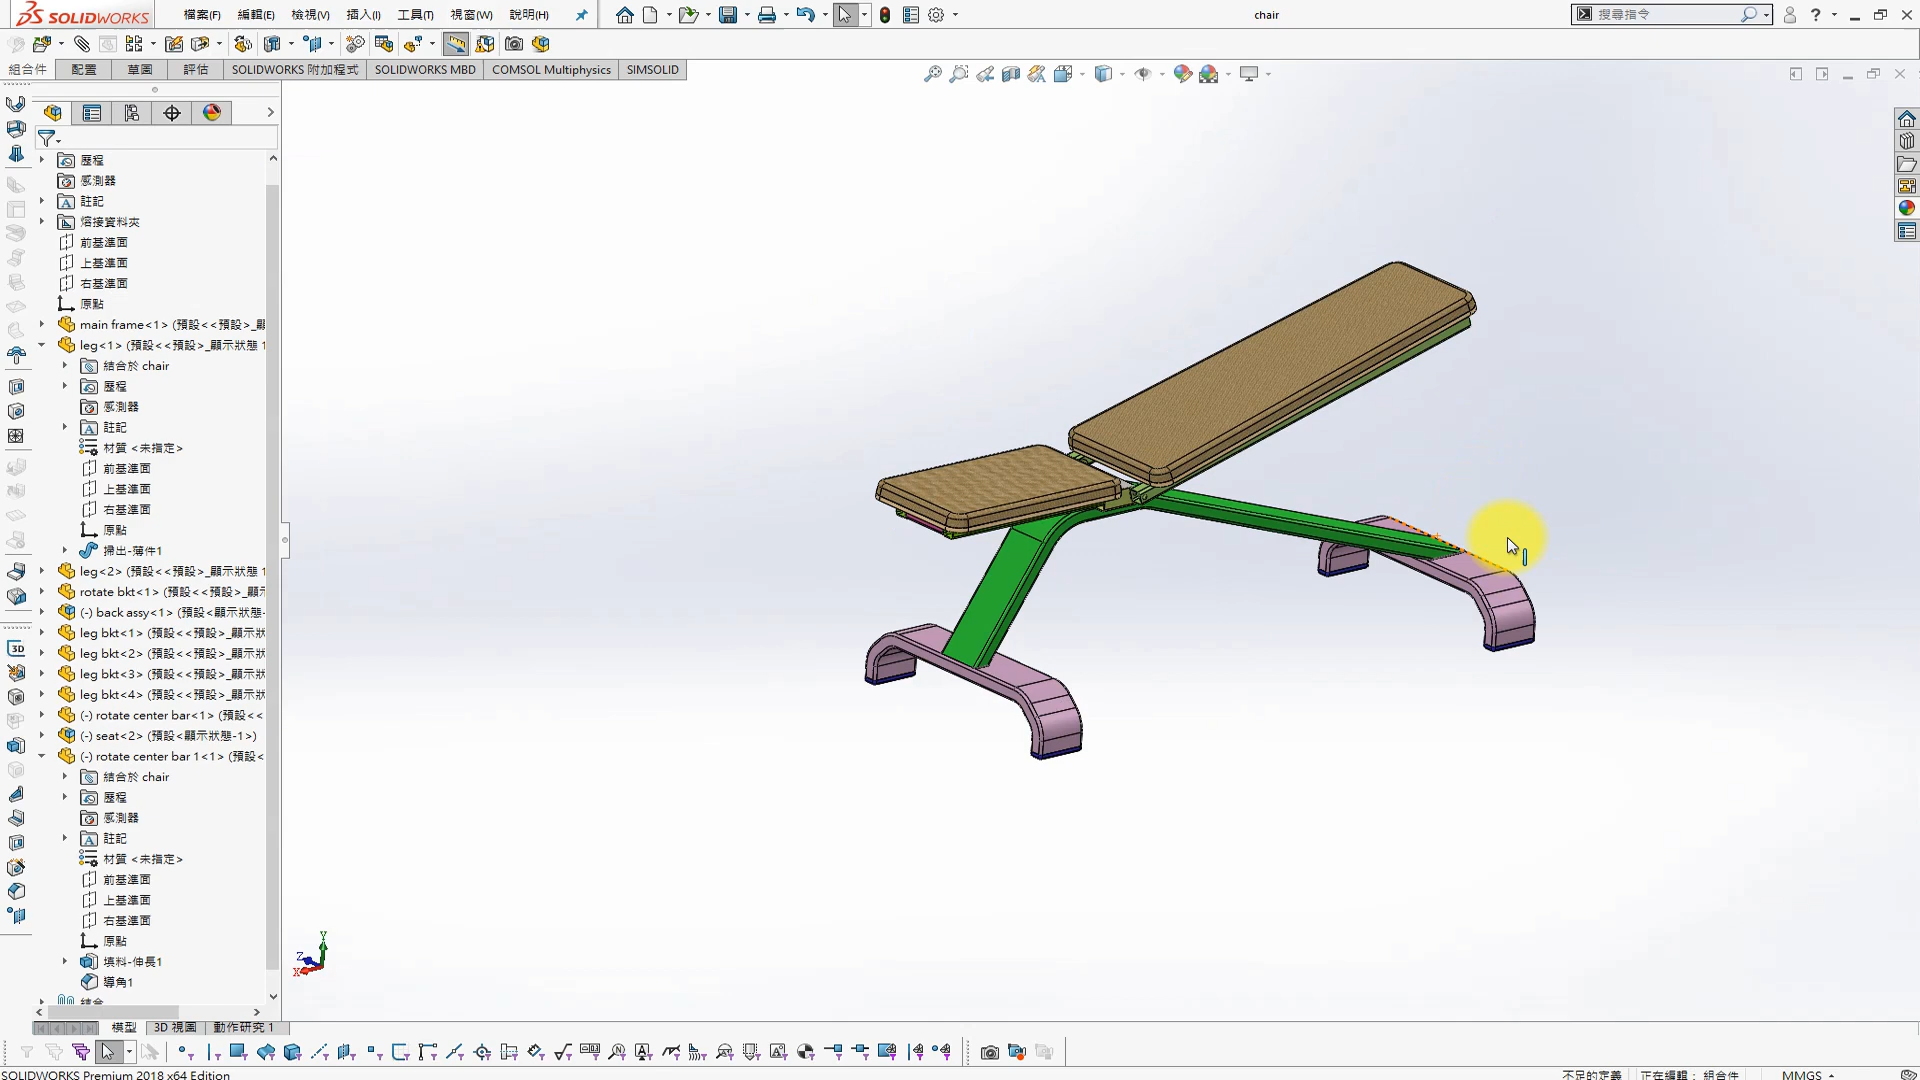 SOLIDWORKS
檔案(F) 編輯(E) 檢視(V) 插入(I) 工具(T) 視窗(W) 說明(H)
chair
搜尋指令
組合件 配置 草圖 評估 SOLIDWORKS 附加程式 SOLIDWORKS MBD COMSOL Multiphysics SIMSOLID
歷程
感測器
註記
熔接資料夾
前基準面
上基準面
右基準面
原點
main frame<1> (預設<<預設>_顯
leg<1> (預設<<預設>_顯示狀態 1
結合於 chair
歷程
感測器
註記
材質 <未指定>
前基準面
上基準面
右基準面
原點
掃出-薄件1
leg<2> (預設<<預設>_顯示狀態 1
rotate bkt<1> (預設<<預設>_顯示
(-) back assy<1> (預設<顯示狀態-
leg bkt<1> (預設<<預設>_顯示狀
leg bkt<2> (預設<<預設>_顯示狀
leg bkt<3> (預設<<預設>_顯示狀
leg bkt<4> (預設<<預設>_顯示狀
(-) rotate center bar<1> (預設<<
(-) seat<2> (預設<顯示狀態-1>)
(-) rotate center bar 1<1> (預設<
結合於 chair
歷程
感測器
註記
材質 <未指定>
前基準面
上基準面
右基準面
原點
填料-伸長1
導角1
結合
Y
Z
X
模型 3D 視圖 動作研究 1
SOLIDWORKS Premium 2018 x64 Edition
不足的定義 正在編輯： 組合件 MMGS